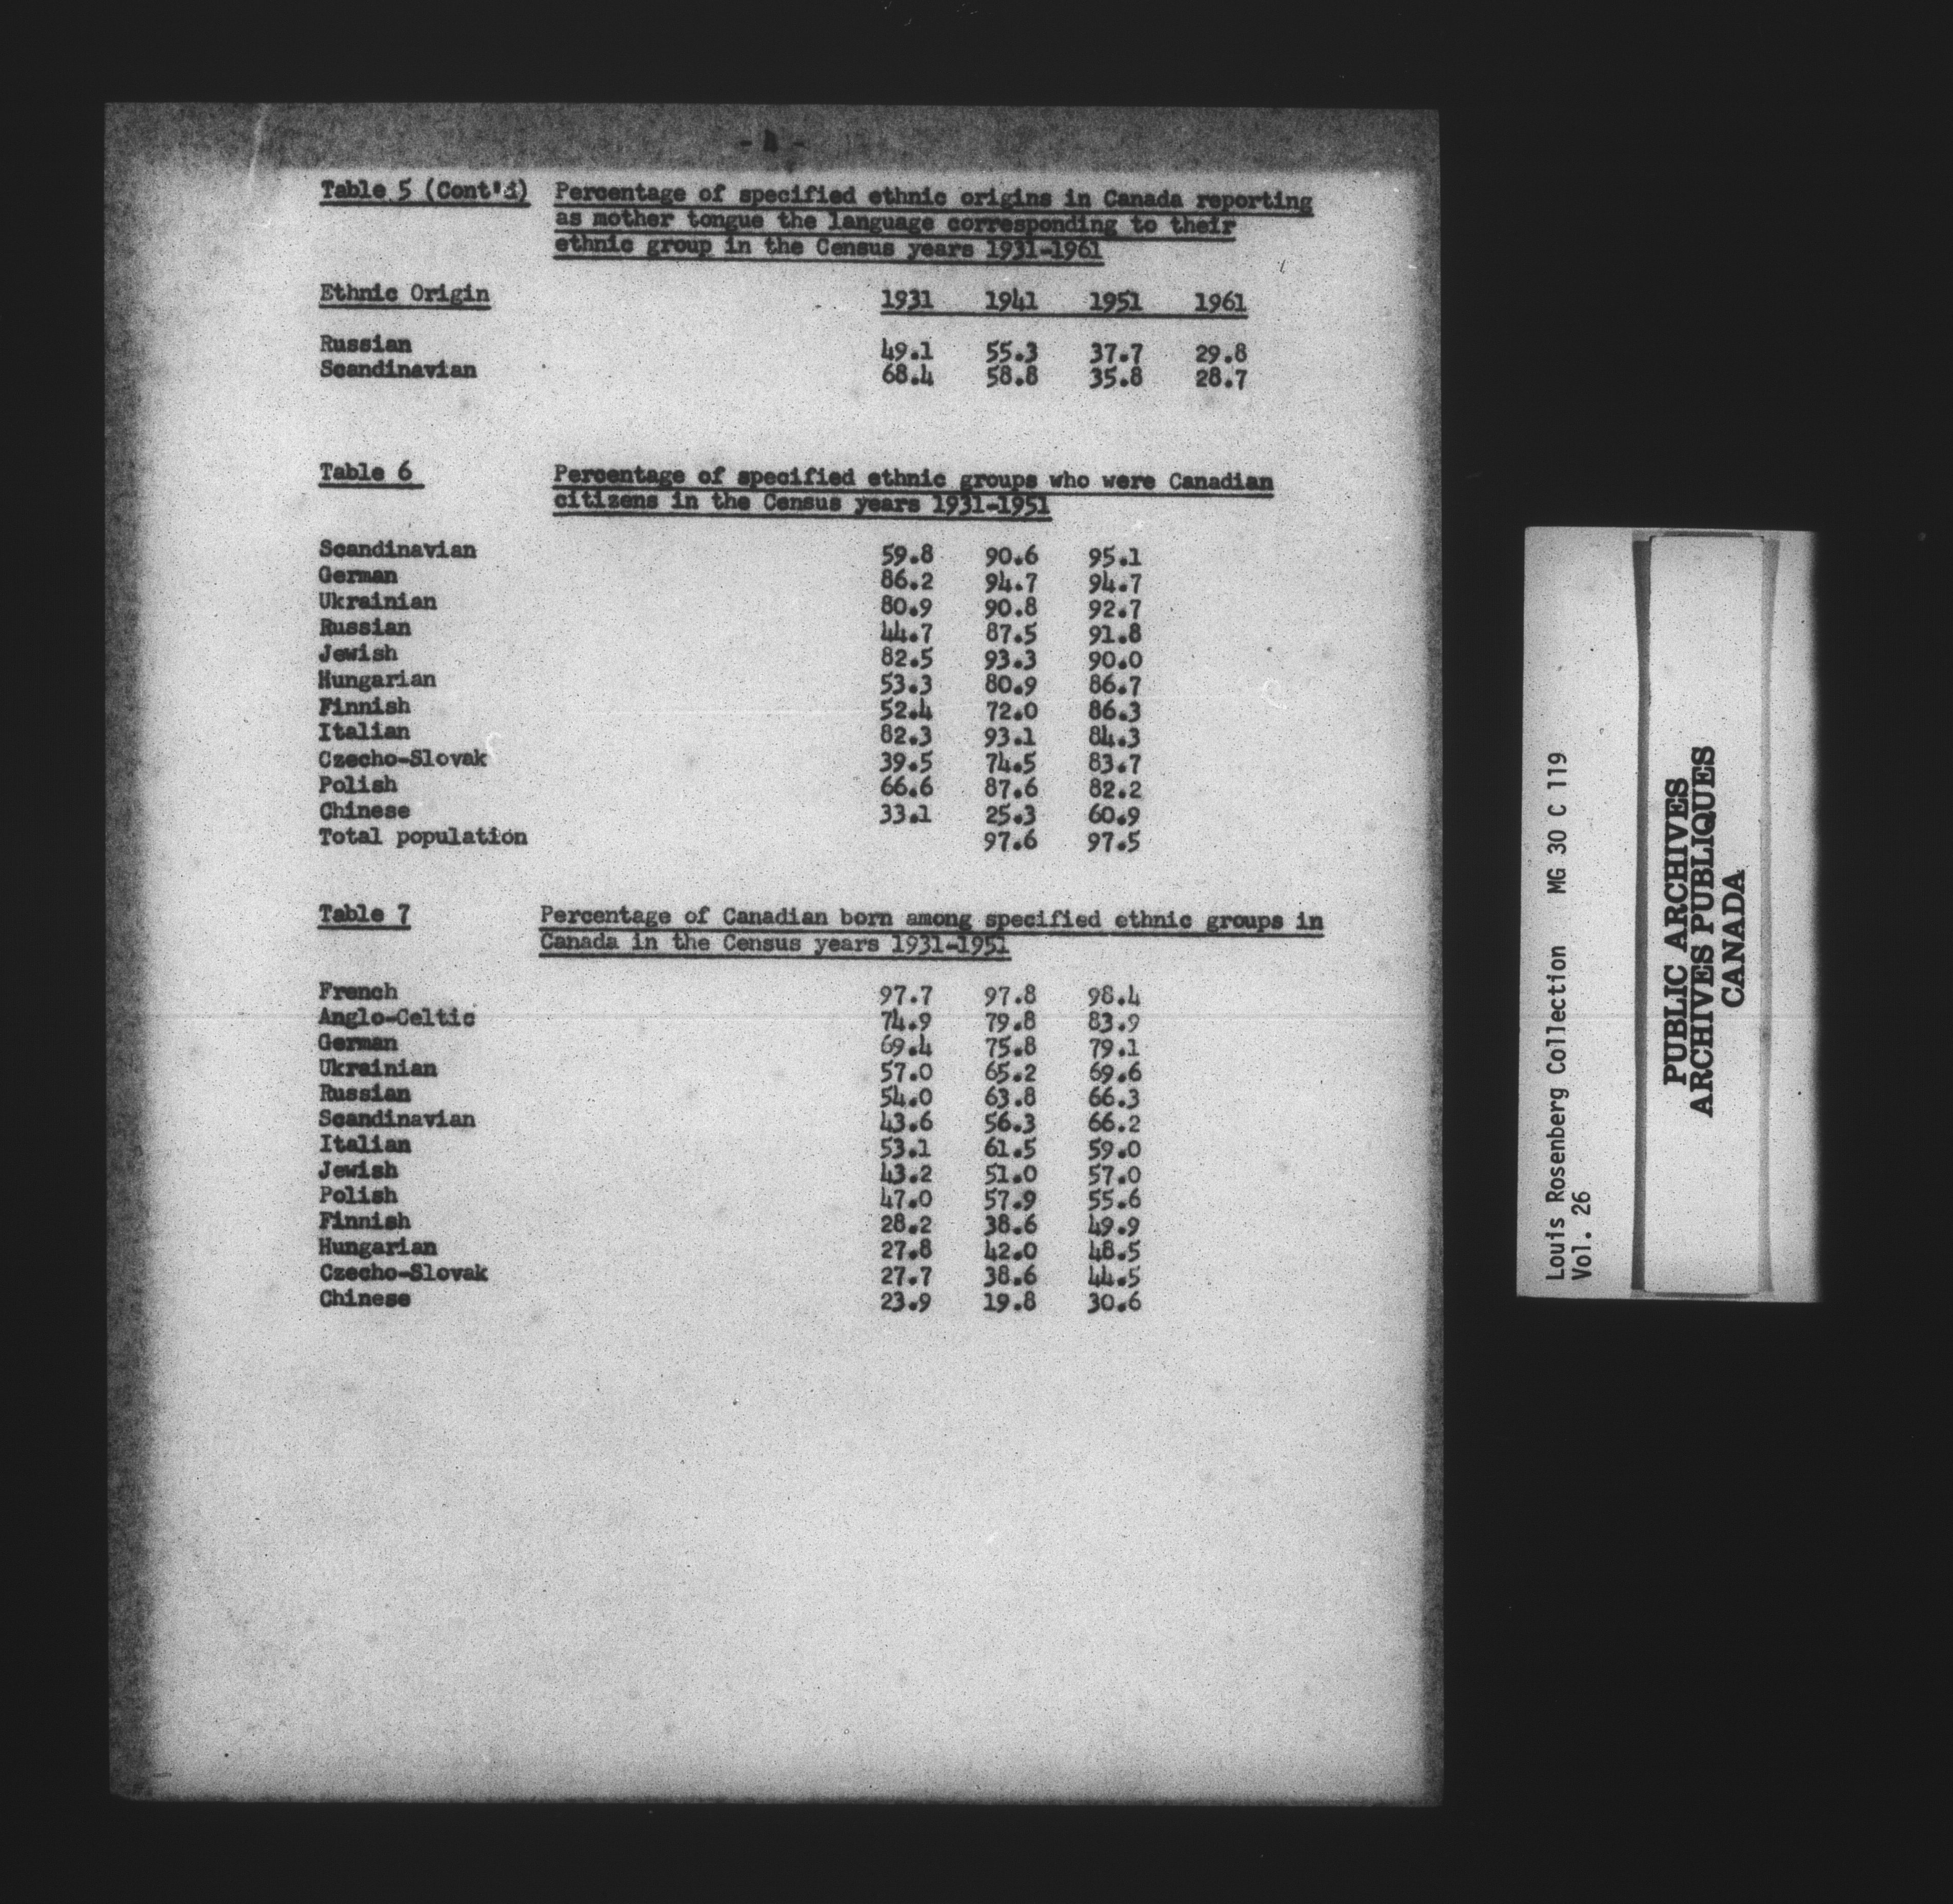 Table 5 (Cont'd) Percentage of specified ethnic origins in Canada reporting
as mother tongue the language corresponding to their
ethnic group in the Census years 1931-1961
Ethnic Origin 1931 1941 1951 1961
Russian 49.1 55.3 37.7 29.8
Scandinavian 68.4 58.8 35.8 28.7
Table 6 Percentage of specified ethnic groups who were Canadian
citizens in the Census years 1931-1951
Scandinavian 59.8 90.6 95.1
German 86.2 94.7 94.7
Ukrainian 80.9 90.8 92.7
Russian 44.7 87.5 91.8
Jewish 82.5 93.3 90.0
Hungarian 53.3 80.9 86.7
Finnish 52.4 72.0 86.3
Italian 82.3 93.1 84.3
Czecho-Slovak 39.5 74.5 83.7
Polish 66.6 87.6 82.2
Chinese 33.1 25.3 60.9
Total population 97.6 97.5
Table 7 Percentage of Canadian born among specified ethnic groups in
Canada in the Census years 1931-1951
French 97.7 97.8 98.4
Anglo-Celtic 74.9 79.8 83.9
German 69.4 75.8 79.1
Ukrainian 57.0 65.2 69.6
Russian 54.0 63.8 66.3
Scandinavian 43.6 56.3 66.2
Italian 53.1 61.5 59.0
Jewish 43.2 51.0 57.0
Polish 47.0 57.9 55.6
Finnish 28.2 38.6 49.9
Hungarian 27.8 42.0 48.5
Czecho-Slovak 27.7 38.6 44.5
Chinese 23.9 19.8 30.6
Louis Rosenberg Collection MG 30 C 119
Vol. 26
PUBLIC ARCHIVES
ARCHIVES PUBLIQUES
CANADA